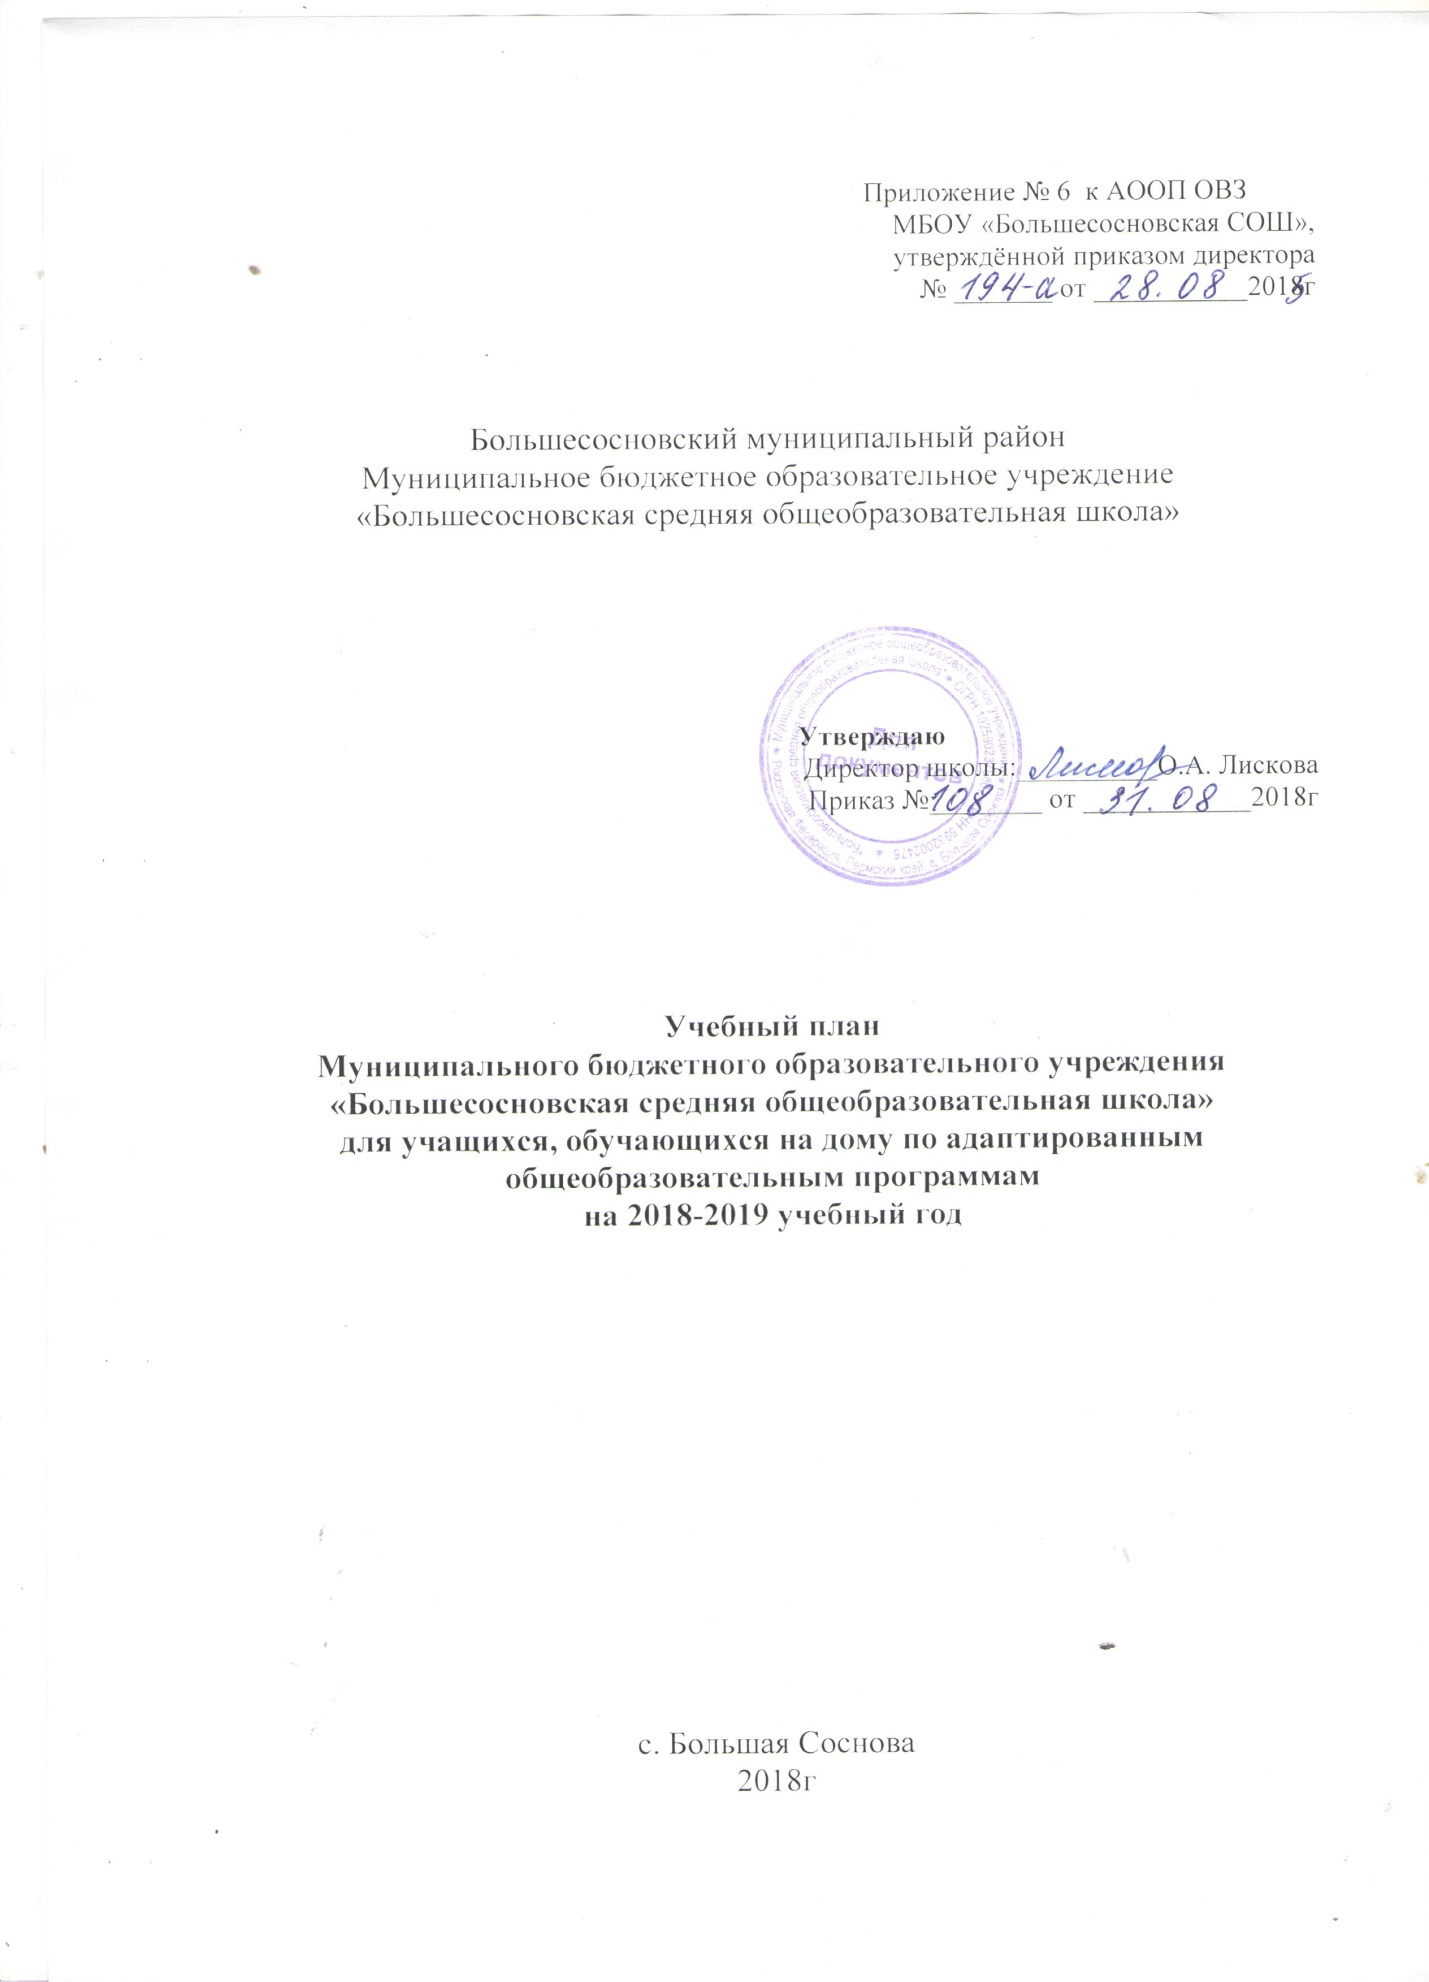 Приложение № 6 к АООП ОВЗ
МБОУ «Большесосновская СОШ»,
утверждённой приказом директора
№ 194-а от 28.08 2015г
Большесосновский муниципальный район
Муниципальное бюджетное образовательное учреждение
«Большесосновская средняя общеобразовательная школа»
Утверждаю
Директор школы: О.А. Лискова
Приказ № 108 от 31.08 2018г
Для
документов
Учебный план
Муниципального бюджетного образовательного учреждения
«Большесосновская средняя общеобразовательная школа»
для учащихся, обучающихся на дому по адаптированным
общеобразовательным программам
на 2018-2019 учебный год
с. Большая Соснова
2018г